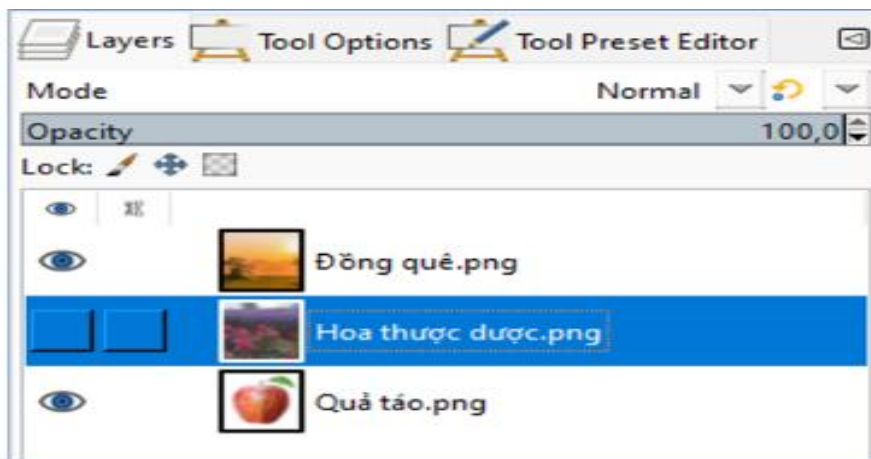 Layers Tool Options Tool Preset Editor
Mode Normal
Opacity 100,0
Lock:
Đồng quê.png
Hoa thược dược.png
Quả táo.png